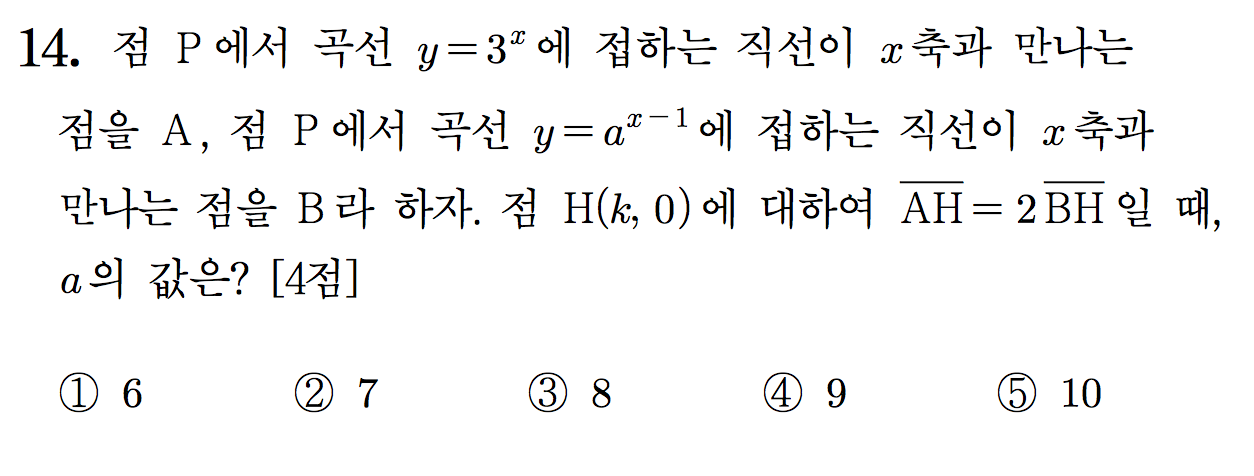 14. 점 P에서 곡선 $y=3^x$에 접하는 직선이 $x$축과 만나는
점을 A, 점 P에서 곡선 $y=a^{x-1}$에 접하는 직선이 $x$축과
만나는 점을 B라 하자. 점 H($k$, 0)에 대하여 $\overline{\mathrm{AH}}=2\overline{\mathrm{BH}}$일 때,
$a$의 값은? [4점]
① 6 ② 7 ③ 8 ④ 9 ⑤ 10